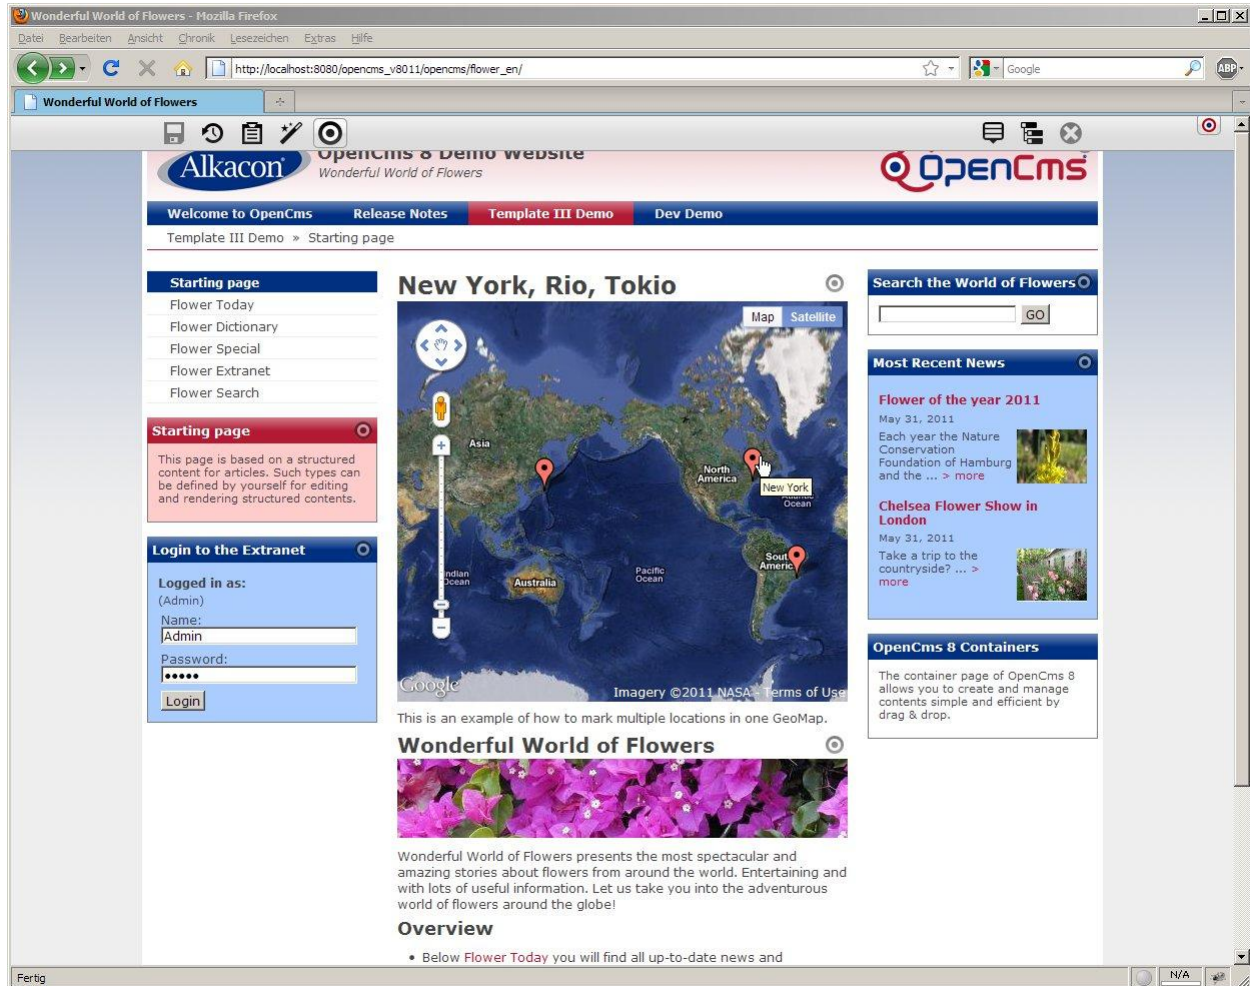 Wonderful World of Flowers - Mozilla Firefox
Datei Bearbeiten Ansicht Chronik Lesezeichen Extras Hilfe
http://localhost:8080/opencms_v8011/opencms/flower_en/
Google
ABP
Wonderful World of Flowers
Alkacon
OpenCms 8 Demo Website
Wonderful World of Flowers
OpenCms
Welcome to OpenCms Release Notes Template III Demo Dev Demo
Template III Demo » Starting page
Starting page
Flower Today
Flower Dictionary
Flower Special
Flower Extranet
Flower Search
Starting page
This page is based on a structured
content for articles. Such types can
be defined by yourself for editing
and rendering structured contents.
Login to the Extranet
Logged in as:
(Admin)
Name:
Admin
Password:
•••••
Login
New York, Rio, Tokio
Map Satellite
Asia
North
America
New York
Ocean
South
America
Indian
Ocean
Australia
Pacific
Ocean
Google
Imagery ©2011 NASA - Terms of Use
This is an example of how to mark multiple locations in one GeoMap.
Wonderful World of Flowers
Wonderful World of Flowers presents the most spectacular and
amazing stories about flowers from around the world. Entertaining and
with lots of useful information. Let us take you into the adventurous
world of flowers around the globe!
Overview
• Below Flower Today you will find all up-to-date news and
Search the World of Flowers
GO
Most Recent News
Flower of the year 2011
May 31, 2011
Each year the Nature
Conservation
Foundation of Hamburg
and the ... > more
Chelsea Flower Show in
London
May 31, 2011
Take a trip to the
countryside? ... >
more
OpenCms 8 Containers
The container page of OpenCms 8
allows you to create and manage
contents simple and efficient by
drag & drop.
Fertig
N/A